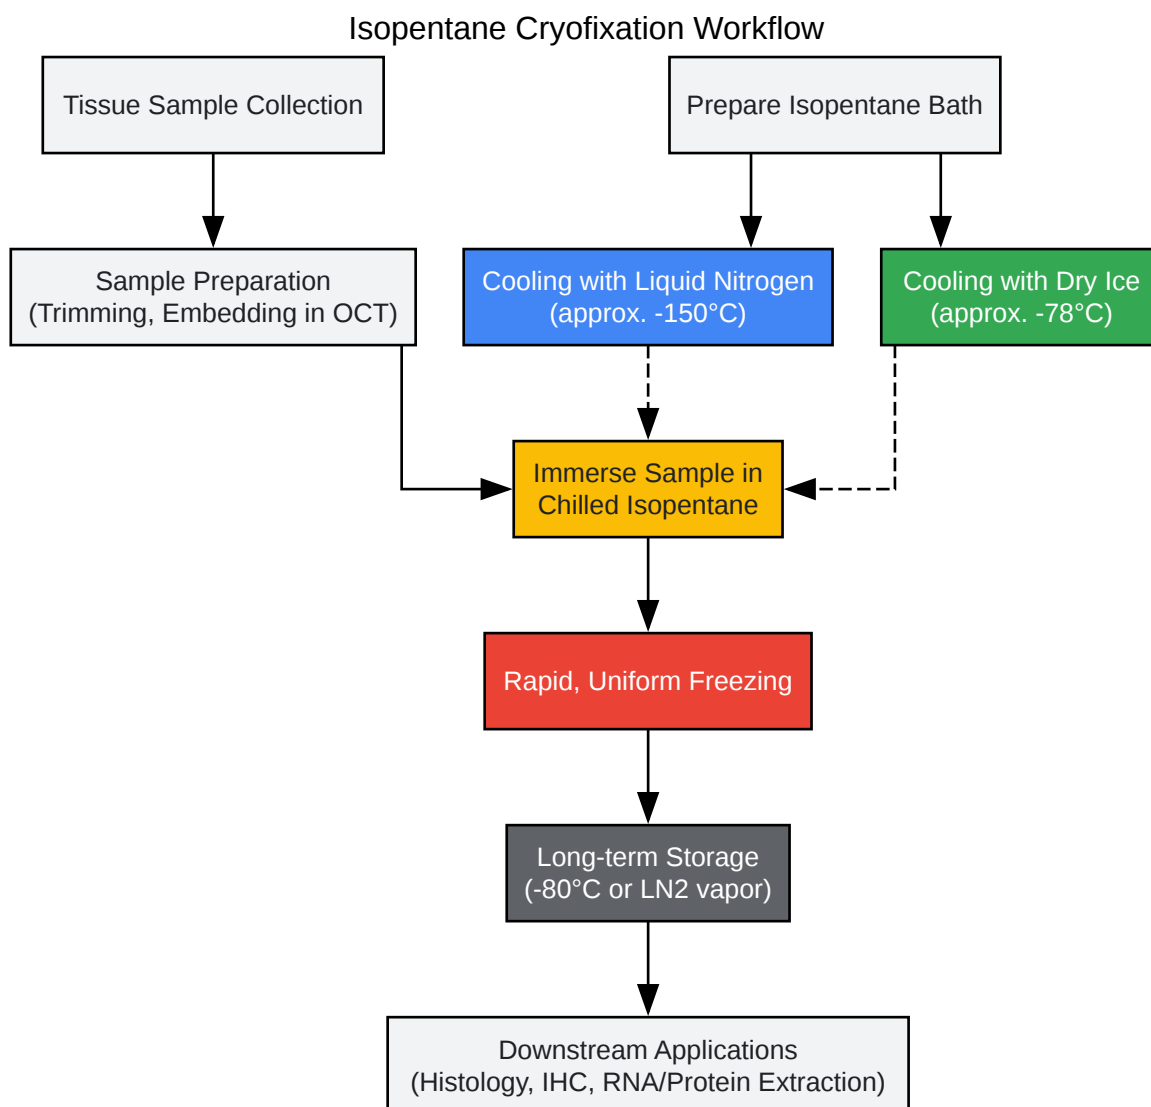 Isopentane Cryofixation Workflow
Tissue Sample Collection
Prepare Isopentane Bath
Sample Preparation
(Trimming, Embedding in OCT)
Cooling with Liquid Nitrogen
(approx. -150°C)
Cooling with Dry Ice
(approx. -78°C)
Immerse Sample in
Chilled Isopentane
Rapid, Uniform Freezing
Long-term Storage
(-80°C or LN2 vapor)
Downstream Applications
(Histology, IHC, RNA/Protein Extraction)